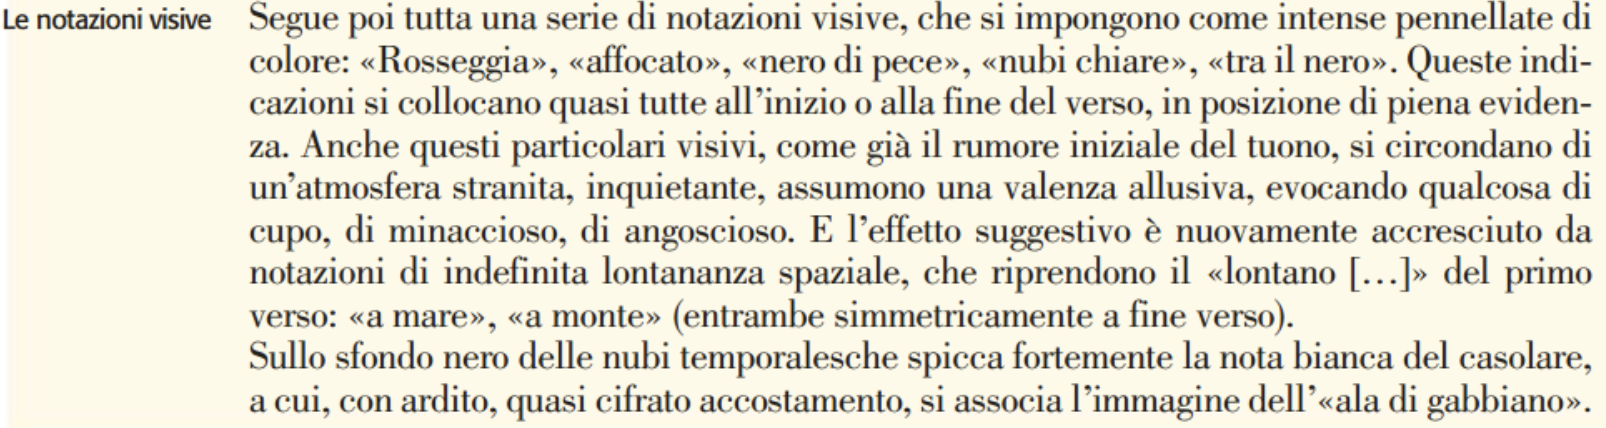 Le notazioni visive
Segue poi tutta una serie di notazioni visive, che si impongono come intense pennellate di
colore: «Rosseggia», «affocato», «nero di pece», «nubi chiare», «tra il nero». Queste indi-
cazioni si collocano quasi tutte all’inizio o alla fine del verso, in posizione di piena eviden-
za. Anche questi particolari visivi, come già il rumore iniziale del tuono, si circondano di
un’atmosfera stranita, inquietante, assumono una valenza allusiva, evocando qualcosa di
cupo, di minaccioso, di angoscioso. E l’effetto suggestivo è nuovamente accresciuto da
notazioni di indefinita lontananza spaziale, che riprendono il «lontano [...]» del primo
verso: «a mare», «a monte» (entrambe simmetricamente a fine verso).
Sullo sfondo nero delle nubi temporalesche spicca fortemente la nota bianca del casolare,
a cui, con ardito, quasi cifrato accostamento, si associa l’immagine dell’«ala di gabbiano».